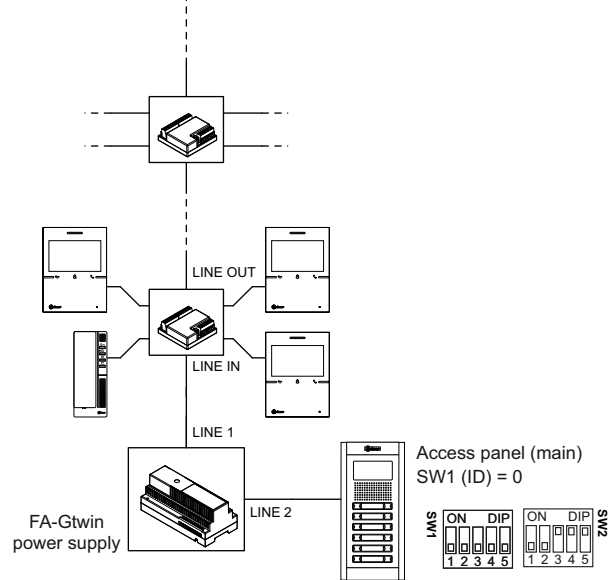 LINE OUT
LINE IN
LINE 1
Access panel (main)
SW1 (ID) = 0
LINE 2
FA-Gtwin
power supply
SW1
ON DIP
1 2 3 4 5
ON DIP
1 2 3 4 5
SW2